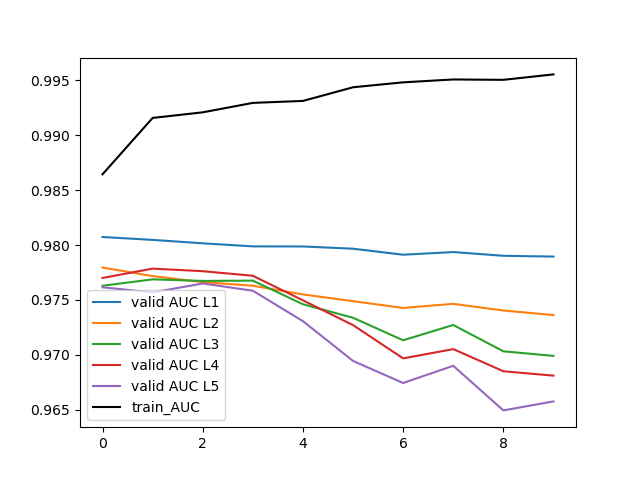 0.995
0.990
0.985
0.980
0.975
0.970
0.965
valid AUC L1
valid AUC L2
valid AUC L3
valid AUC L4
valid AUC L5
train_AUC
0 2 4 6 8